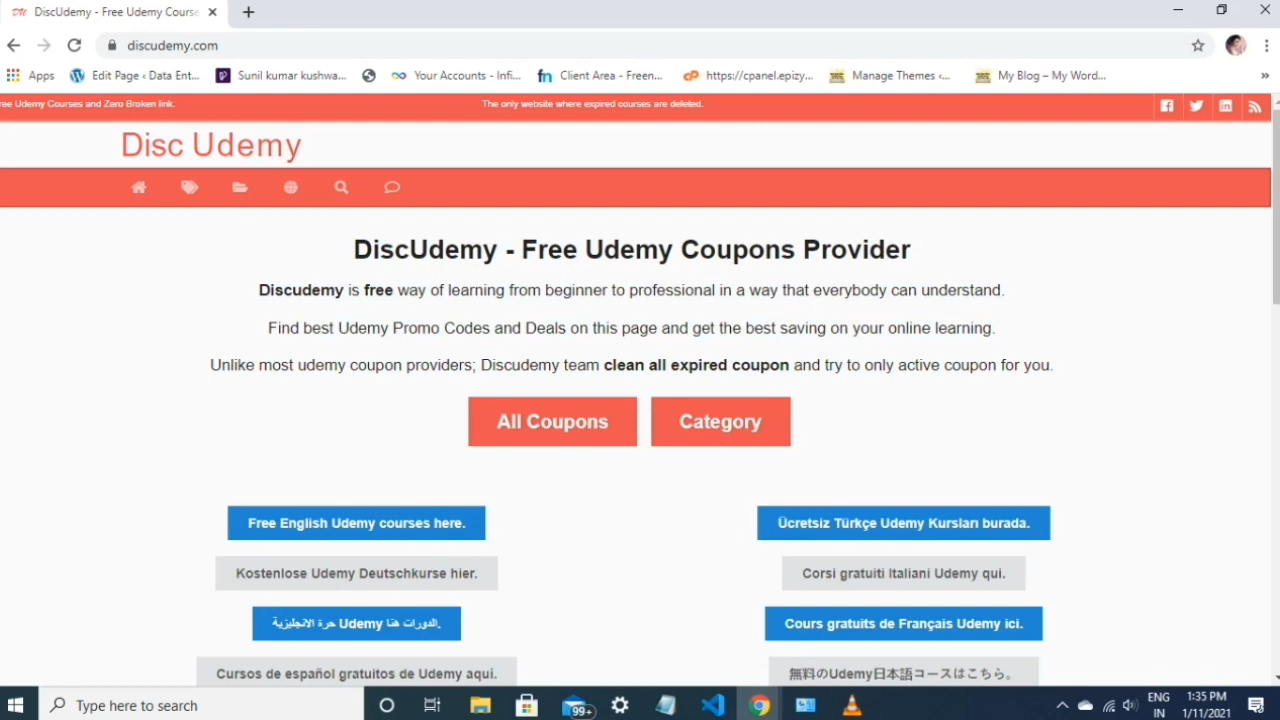 DiscUdemy - Free Udemy Course
discudemy.com
Apps
Edit Page ‹ Data Ent...
Sunil kumar kushwa...
Your Accounts - Infi...
Client Area - Freen...
https://cpanel.epizy...
Manage Themes ‹...
My Blog – My Word...
»
ree Udemy Courses and Zero Broken link.
The only website where expired courses are deleted.
Disc Udemy
DiscUdemy - Free Udemy Coupons Provider
Discudemy is free way of learning from beginner to professional in a way that everybody can understand.
Find best Udemy Promo Codes and Deals on this page and get the best saving on your online learning.
Unlike most udemy coupon providers; Discudemy team clean all expired coupon and try to only active coupon for you.
All Coupons
Category
Free English Udemy courses here.
Ücretsiz Türkçe Udemy Kursları burada.
Kostenlose Udemy Deutschkurse hier.
Corsi gratuiti Italiani Udemy qui.
حرة الانجليزية Udemy الدورات هنا.
Cours gratuits de Français Udemy ici.
Cursos de español gratuitos de Udemy aqui.
無料のUdemy日本語コースはこちら。
Type here to search
99+
ENG
IN
1:35 PM
1/11/2021